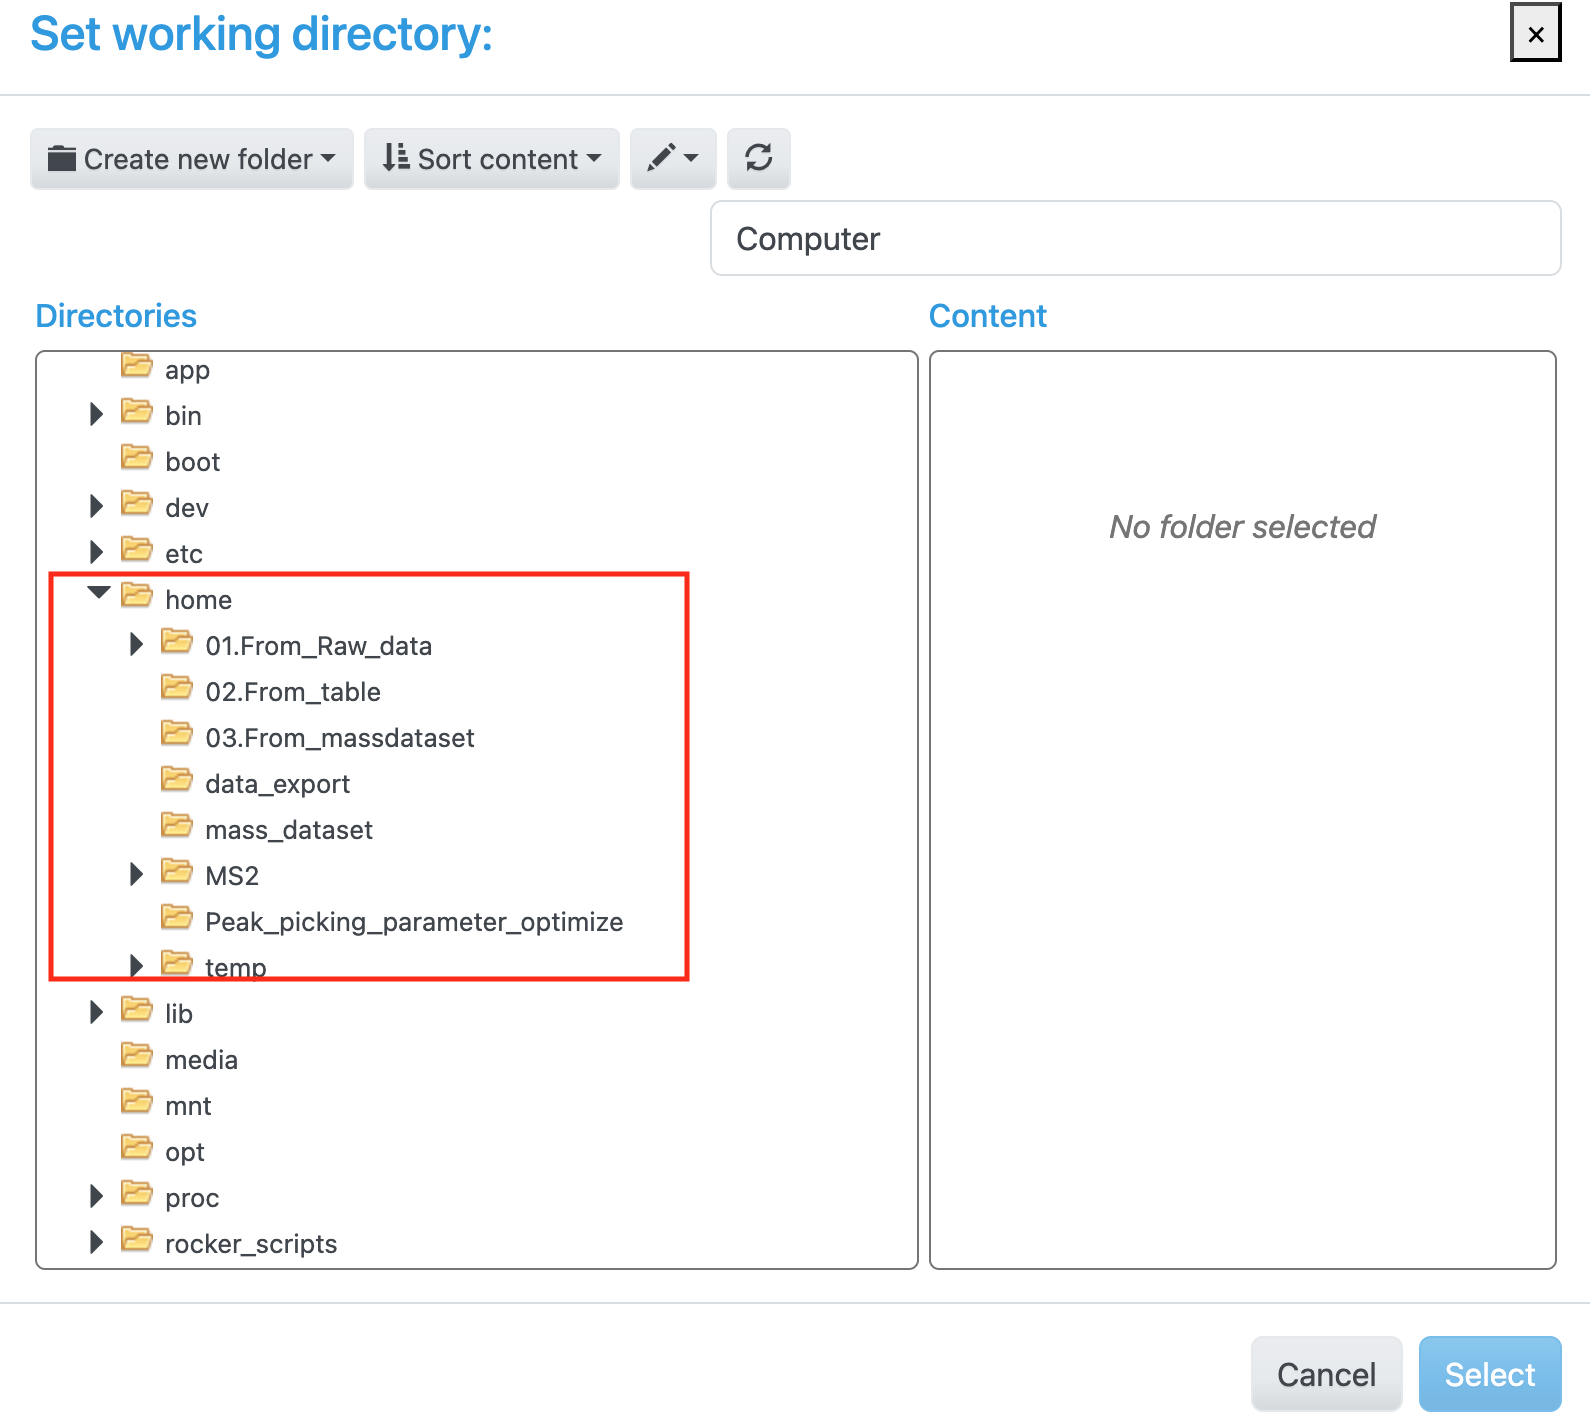 Set working directory:
×
Create new folder
Sort content
Computer
Directories
Content
app
bin
boot
dev
etc
home
01.From_Raw_data
02.From_table
03.From_massdataset
data_export
mass_dataset
MS2
Peak_picking_parameter_optimize
temp
lib
media
mnt
opt
proc
rocker_scripts
No folder selected
Cancel
Select